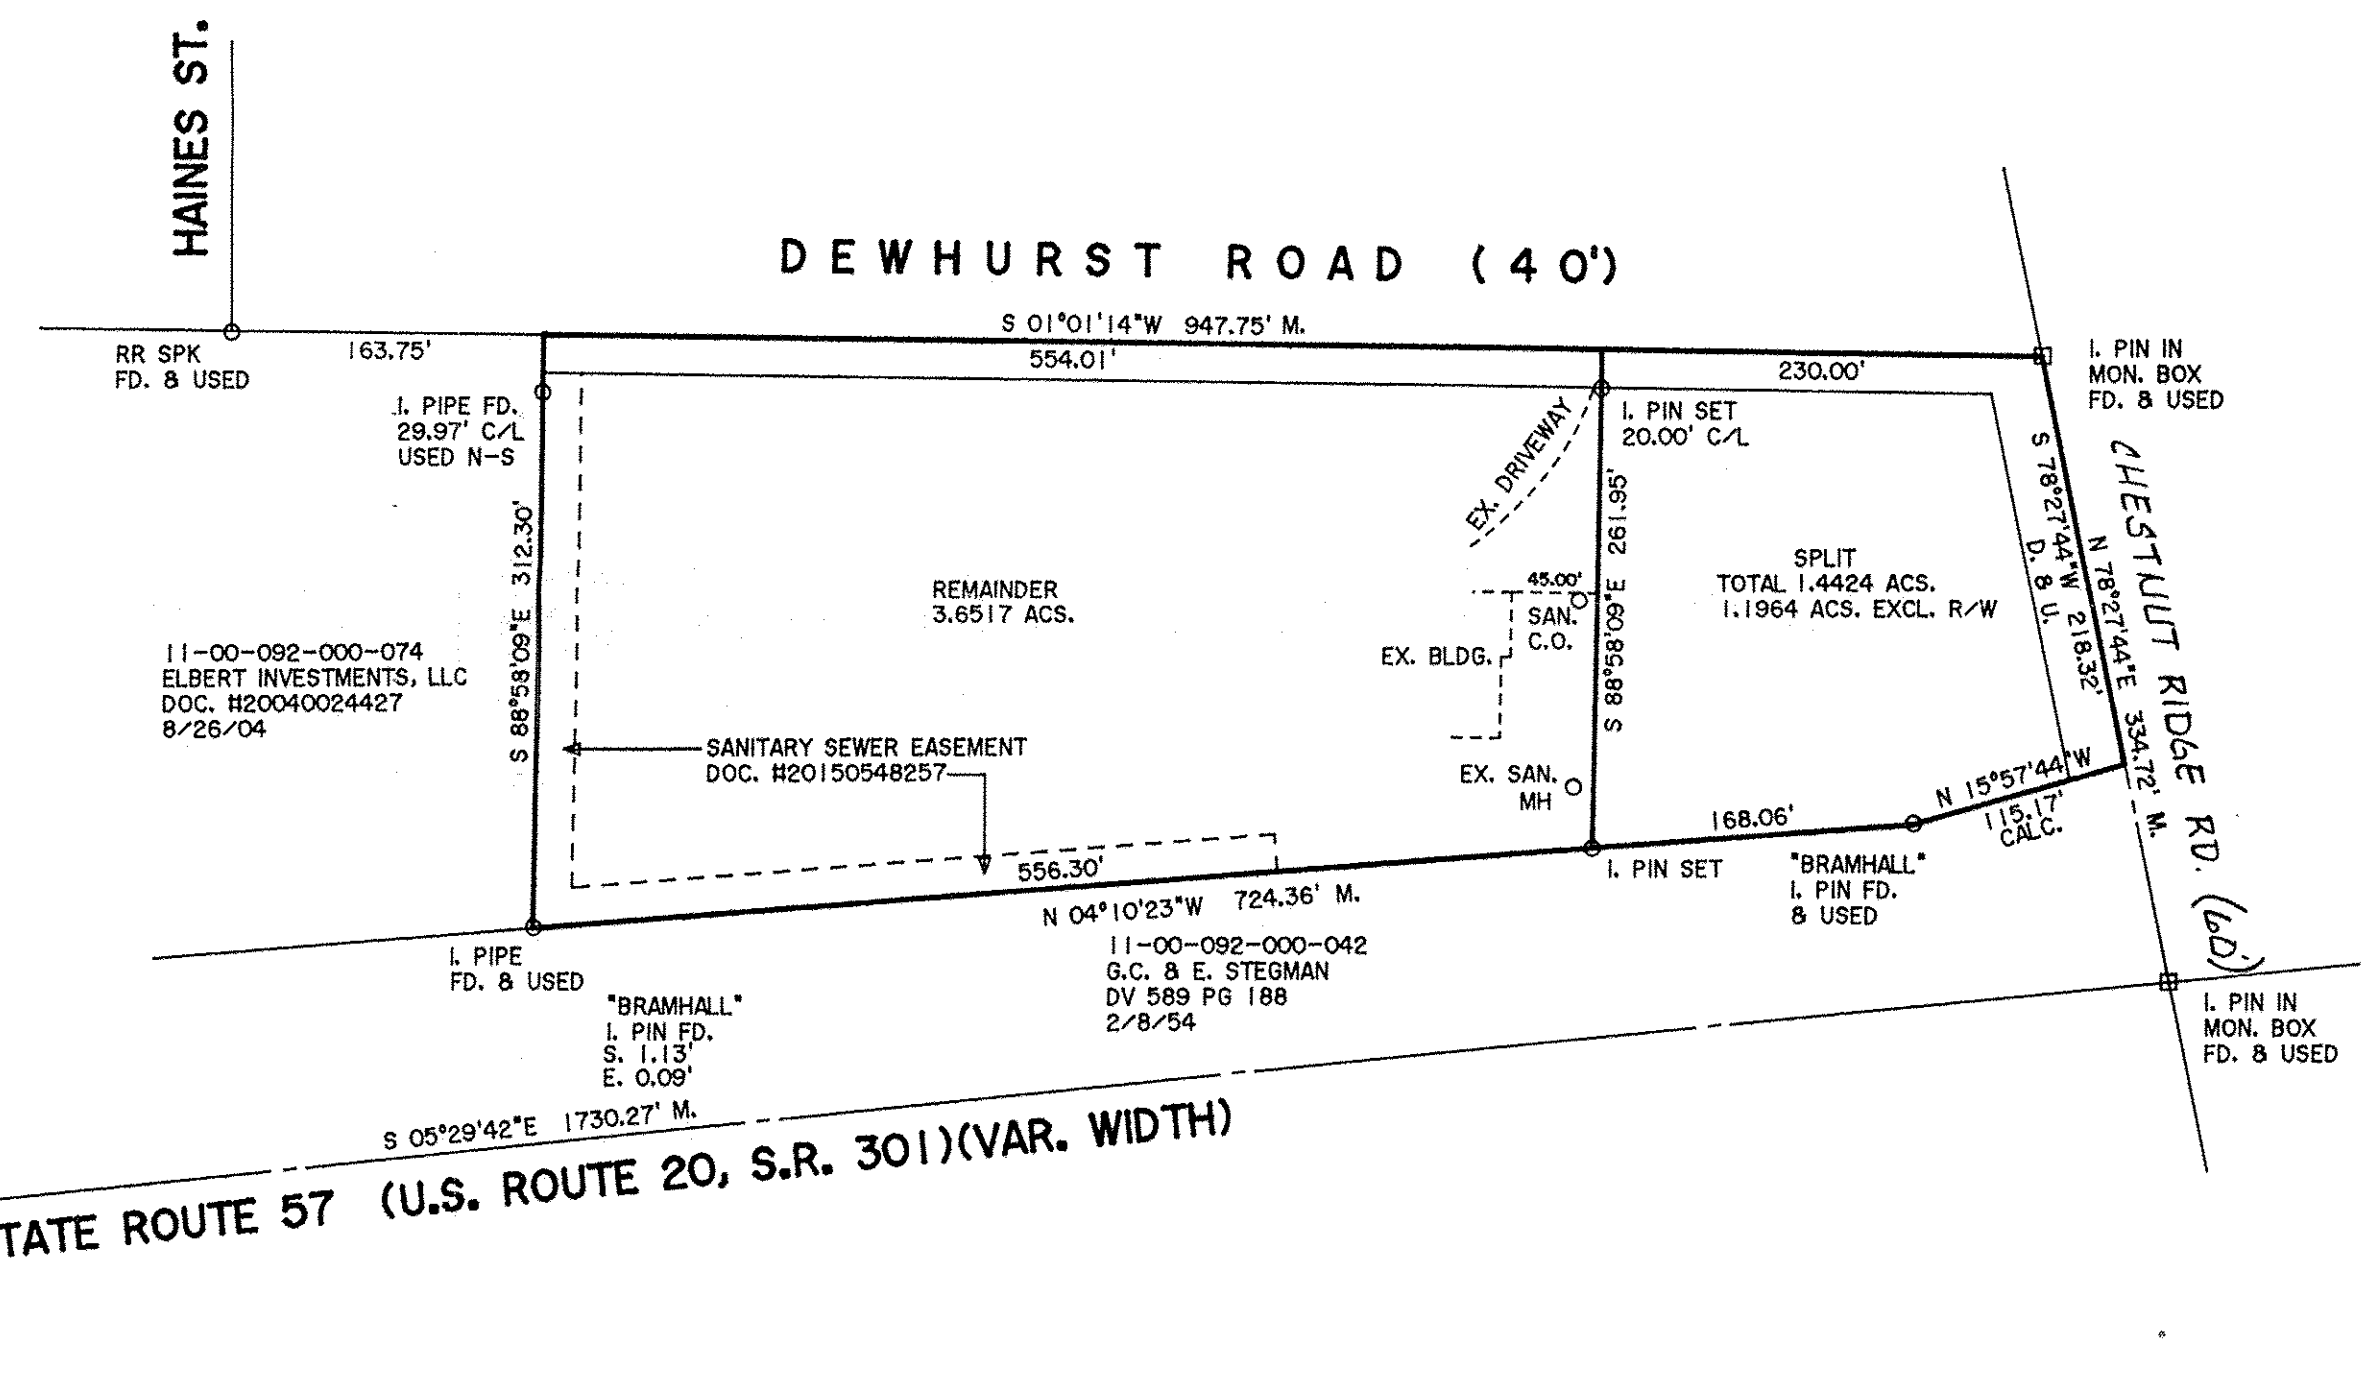 HAINES ST.
DEWHURST ROAD (40')
S 01°01'14"W 947.75' M.
RR SPK
FD. & USED
163.75'
554.01'
230.00'
I. PIN IN
MON. BOX
FD. & USED
I. PIPE FD.
29.97' C/L
USED N-S
EX. DRIVEWAY
I. PIN SET
20.00' C/L
S 88°58'09"E 312.30'
S 88°58'09"E 261.95'
S 78°27'44"W 218.32'
D. & U.
N 78°27'44"E 334.72' M.
CHESTNUT RIDGE RD. (60')
REMAINDER
3.6517 ACS.
45.00'
SAN.
C.O.
EX. BLDG.
SPLIT
TOTAL 1.4424 ACS.
1.1964 ACS. EXCL. R/W
11-00-092-000-074
ELBERT INVESTMENTS, LLC
DOC. #20040024427
8/26/04
SANITARY SEWER EASEMENT
DOC. #20150548257
EX. SAN.
MH
168.06'
N 15°57'44"W
115.17'
CALC.
556.30'
N 04°10'23"W 724.36' M.
I. PIN SET
"BRAMHALL"
I. PIN FD.
& USED
11-00-092-000-042
G.C. & E. STEGMAN
DV 589 PG 188
2/8/54
I. PIPE
FD. & USED
"BRAMHALL"
I. PIN FD.
S. 1.13'
E. 0.09'
I. PIN IN
MON. BOX
FD. & USED
S 05°29'42"E 1730.27' M.
TATE ROUTE 57 (U.S. ROUTE 20, S.R. 301)(VAR. WIDTH)